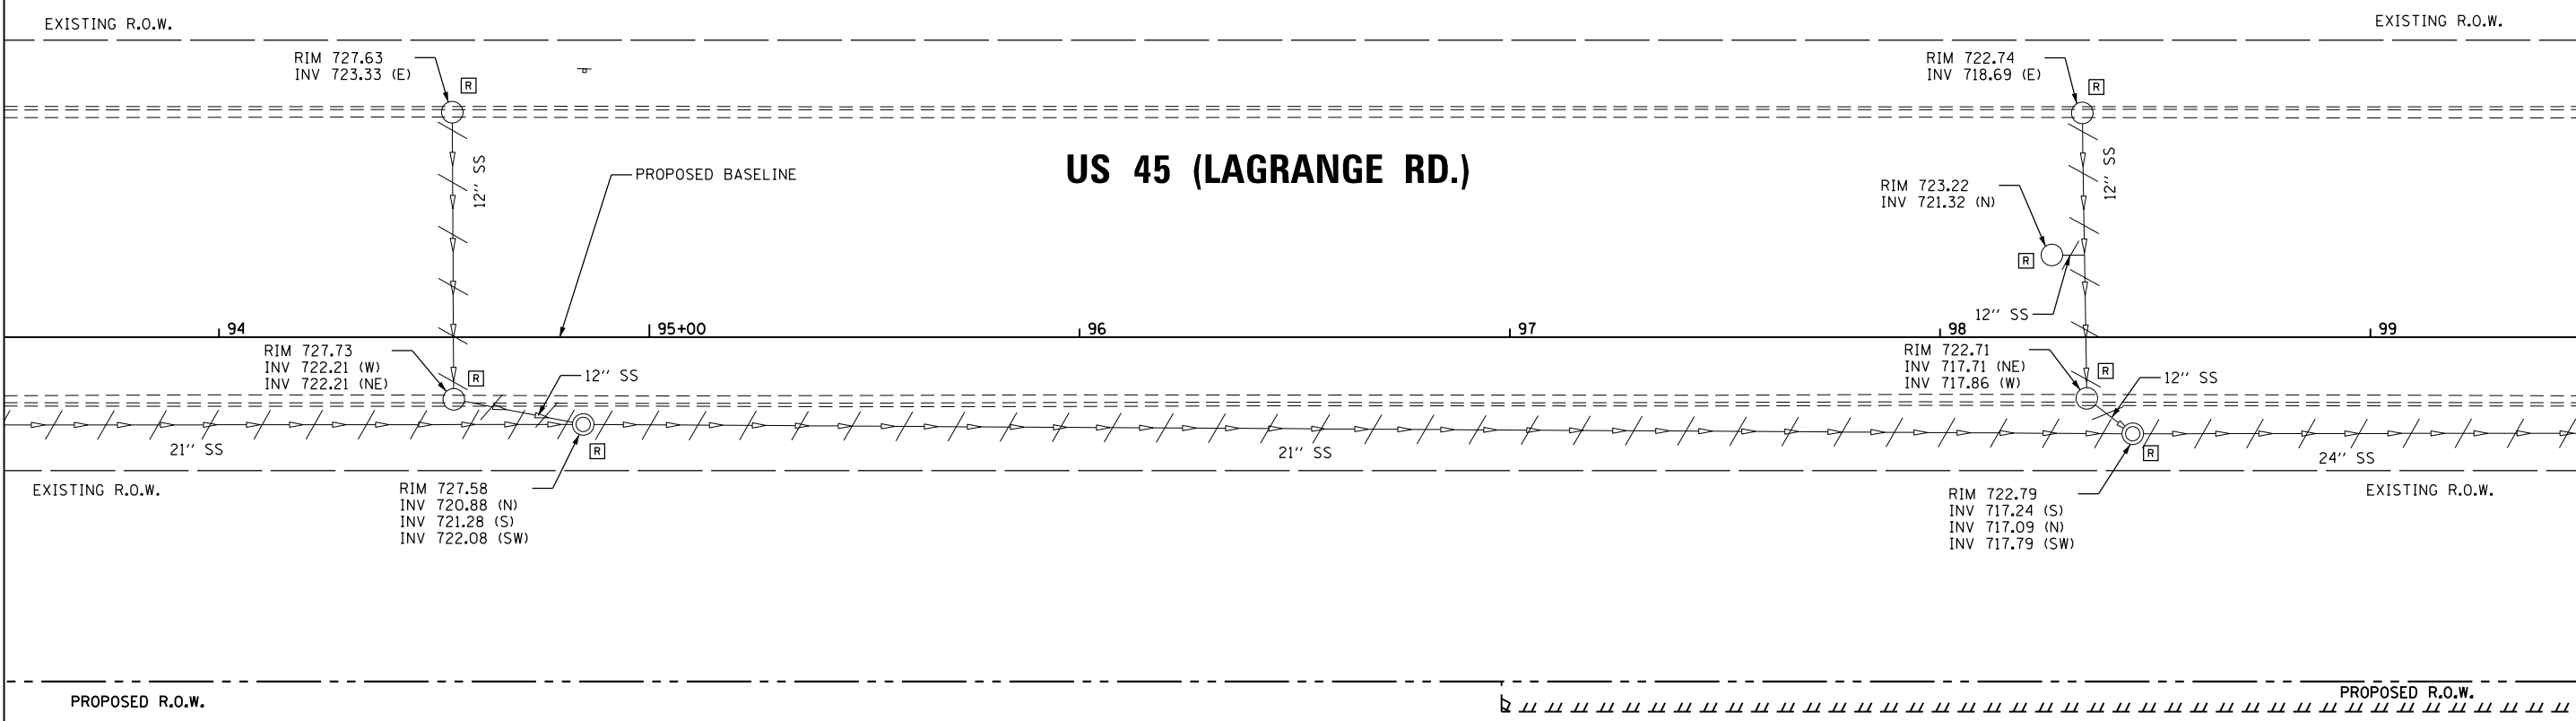 EXISTING R.O.W.
EXISTING R.O.W.
RIM 727.63
INV 723.33 (E)
R
RIM 722.74
INV 718.69 (E)
R
12'' SS
PROPOSED BASELINE
US 45 (LAGRANGE RD.)
12'' SS
RIM 723.22
INV 721.32 (N)
R
12'' SS
94
95+00
96
97
98
99
RIM 727.73
INV 722.21 (W)
INV 722.21 (NE)
R
12'' SS
RIM 722.71
INV 717.71 (NE)
INV 717.86 (W)
R
12'' SS
21'' SS
R
21'' SS
R
24'' SS
EXISTING R.O.W.
RIM 727.58
INV 720.88 (N)
INV 721.28 (S)
INV 722.08 (SW)
RIM 722.79
INV 717.24 (S)
INV 717.09 (N)
INV 717.79 (SW)
EXISTING R.O.W.
PROPOSED R.O.W.
PROPOSED R.O.W.